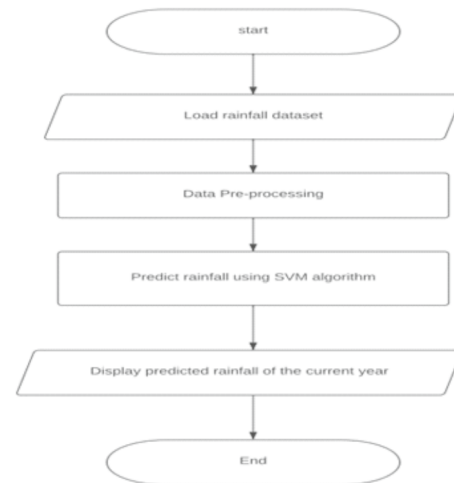 start
Load rainfall dataset
Data Pre-processing
Predict rainfall using SVM algorithm
Display predicted rainfall of the current year
End